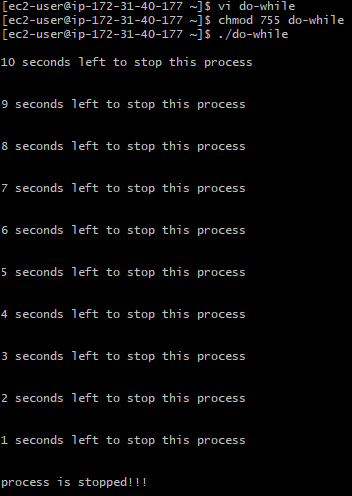 [ec2-user@ip-172-31-40-177 ~]$ vi do-while
[ec2-user@ip-172-31-40-177 ~]$ chmod 755 do-while
[ec2-user@ip-172-31-40-177 ~]$ ./do-while
10 seconds left to stop this process
9 seconds left to stop this process
8 seconds left to stop this process
7 seconds left to stop this process
6 seconds left to stop this process
5 seconds left to stop this process
4 seconds left to stop this process
3 seconds left to stop this process
2 seconds left to stop this process
1 seconds left to stop this process
process is stopped!!!